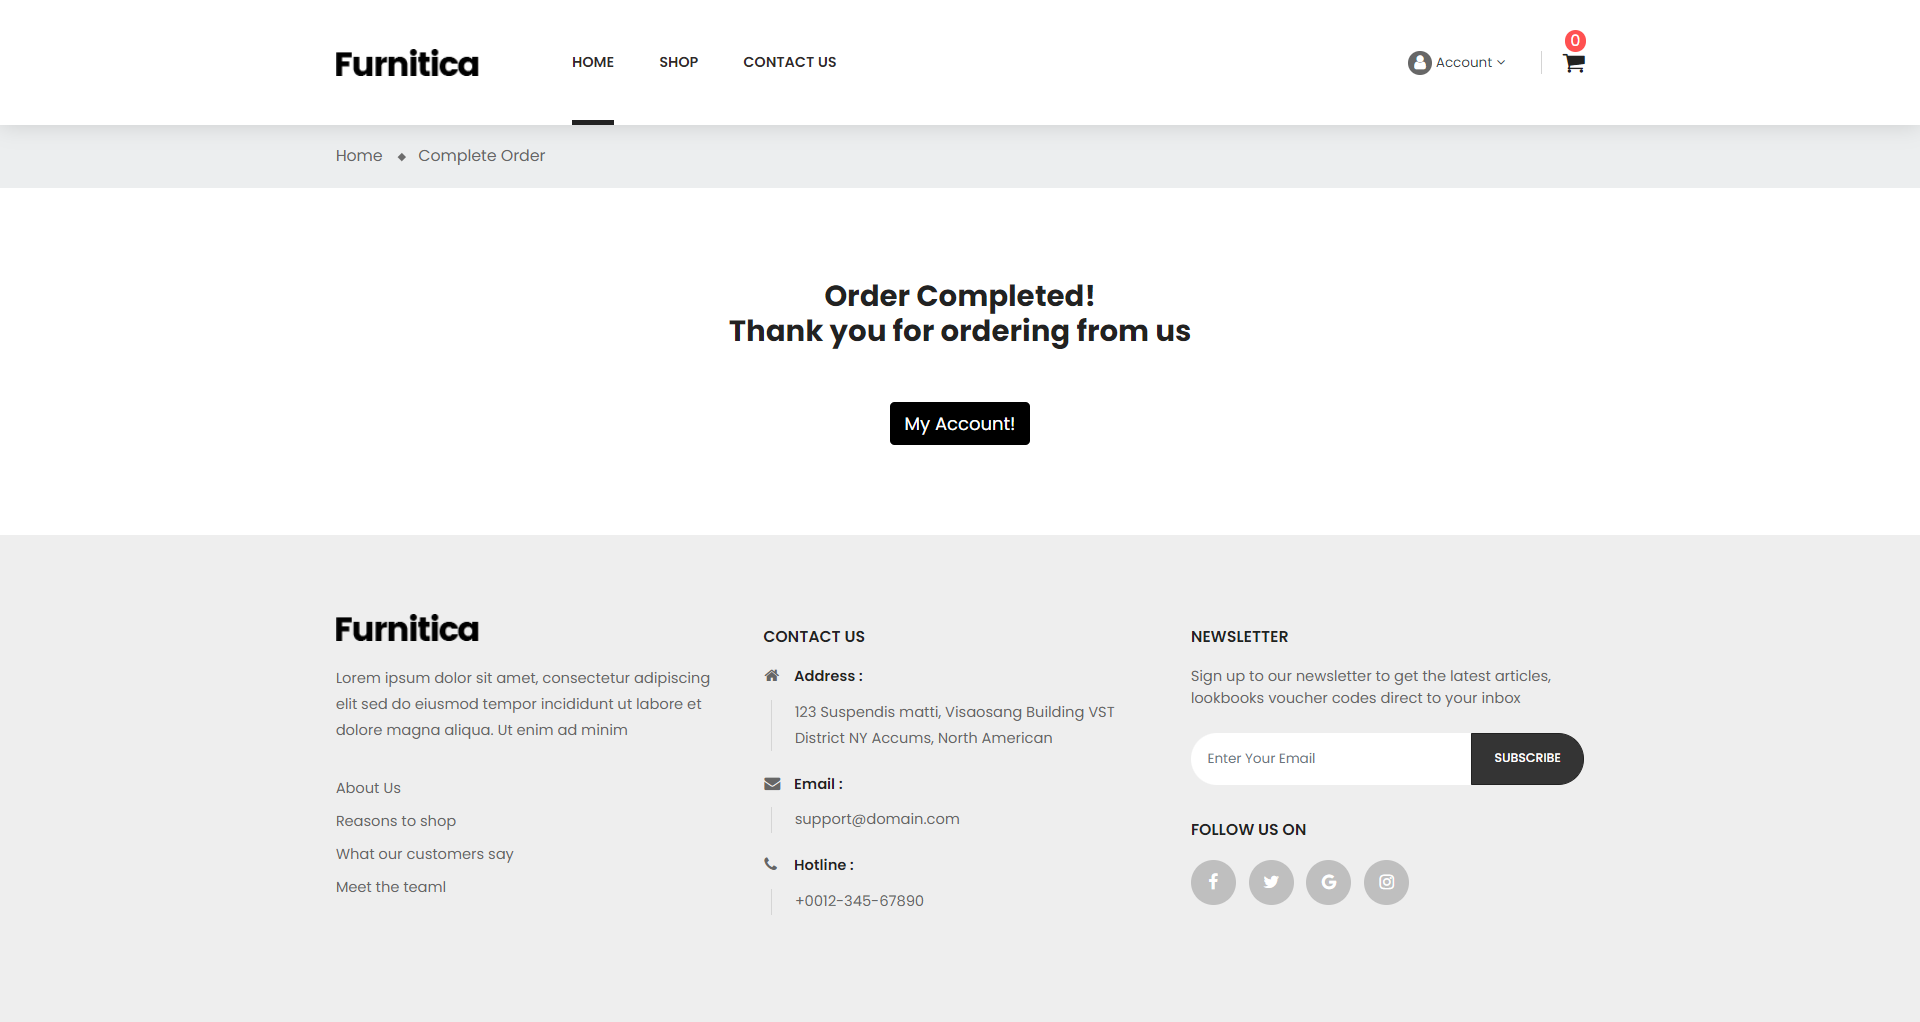 Furnitica
HOME
SHOP
CONTACT US
Account
0
Home
Complete Order
Order Completed!
Thank you for ordering from us
My Account!
Furnitica
Lorem ipsum dolor sit amet, consectetur adipiscing
elit sed do eiusmod tempor incididunt ut labore et
dolore magna aliqua. Ut enim ad minim
About Us
Reasons to shop
What our customers say
Meet the teaml
CONTACT US
Address :
123 Suspendis matti, Visaosang Building VST
District NY Accums, North American
Email :
support@domain.com
Hotline :
+0012-345-67890
NEWSLETTER
Sign up to our newsletter to get the latest articles,
lookbooks voucher codes direct to your inbox
Enter Your Email
SUBSCRIBE
FOLLOW US ON